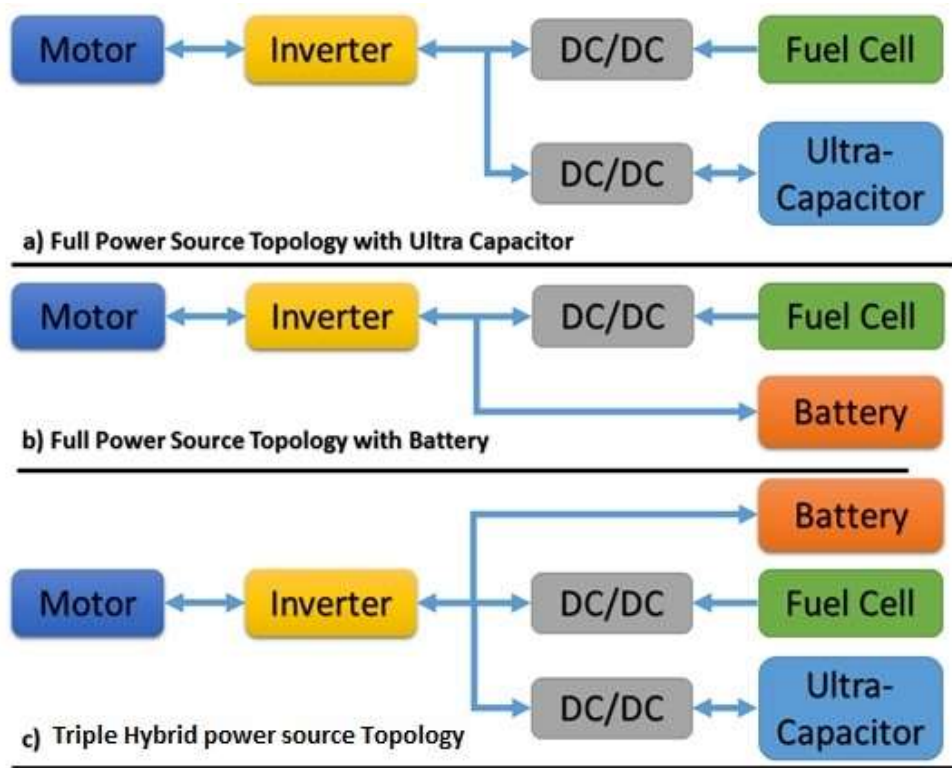 Motor Inverter DC/DC Fuel Cell
DC/DC Ultra-
Capacitor
a) Full Power Source Topology with Ultra Capacitor
Motor Inverter DC/DC Fuel Cell
Battery
b) Full Power Source Topology with Battery
Battery
Motor Inverter DC/DC Fuel Cell
DC/DC Ultra-
Capacitor
c) Triple Hybrid power source Topology